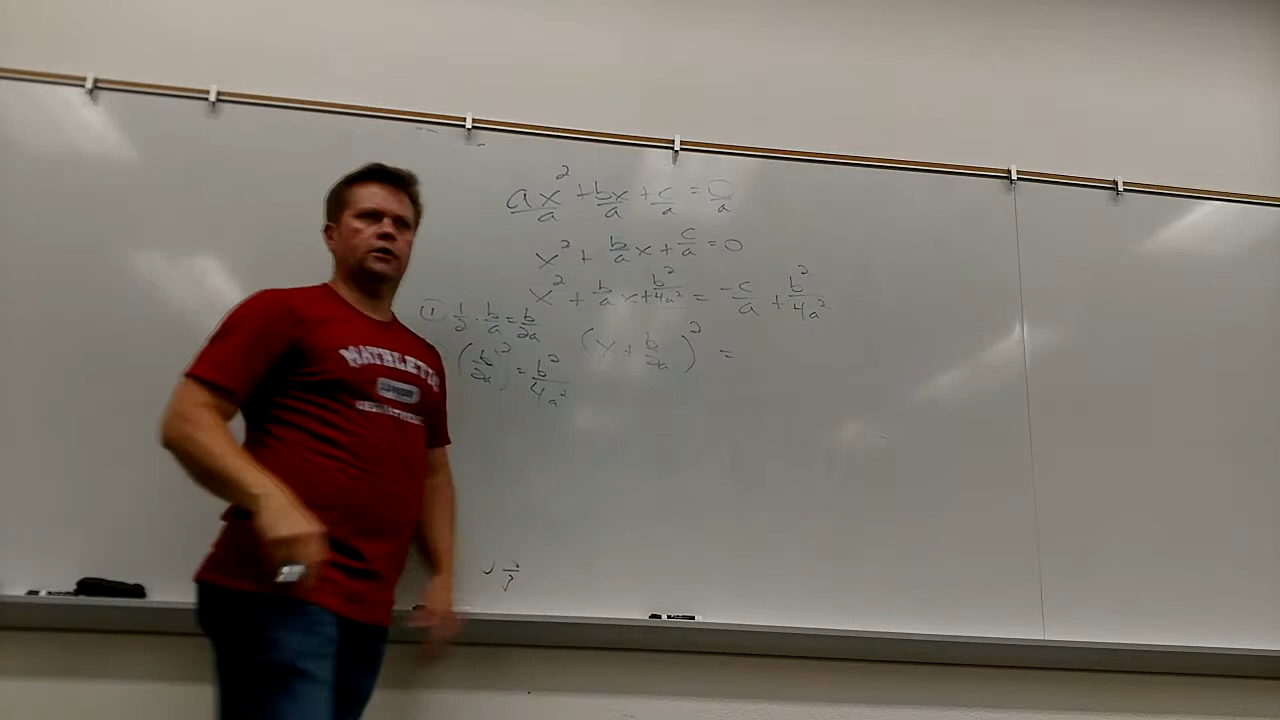 ax²/a + bx/a + c/a = 0/a
x² + b/a x + c/a = 0
x² + b/a x + b²/4a² = -c/a + b²/4a²
① 1/2 · b/a = b/2a
(x + b/2a)² =
(b/2a)² = b²/4a²
MATHLETE